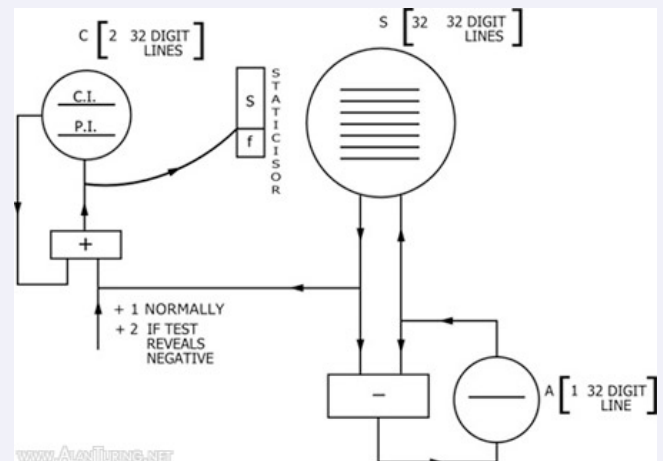 C [2 32 DIGIT
LINES]
S [32 32 DIGIT
LINES]
C.I.
P.I.
S
f
STATICISOR
+
+ 1 NORMALLY
+ 2 IF TEST
REVEALS
NEGATIVE
−
A [1 32 DIGIT
LINE]
WWW.ALANTURING.NET